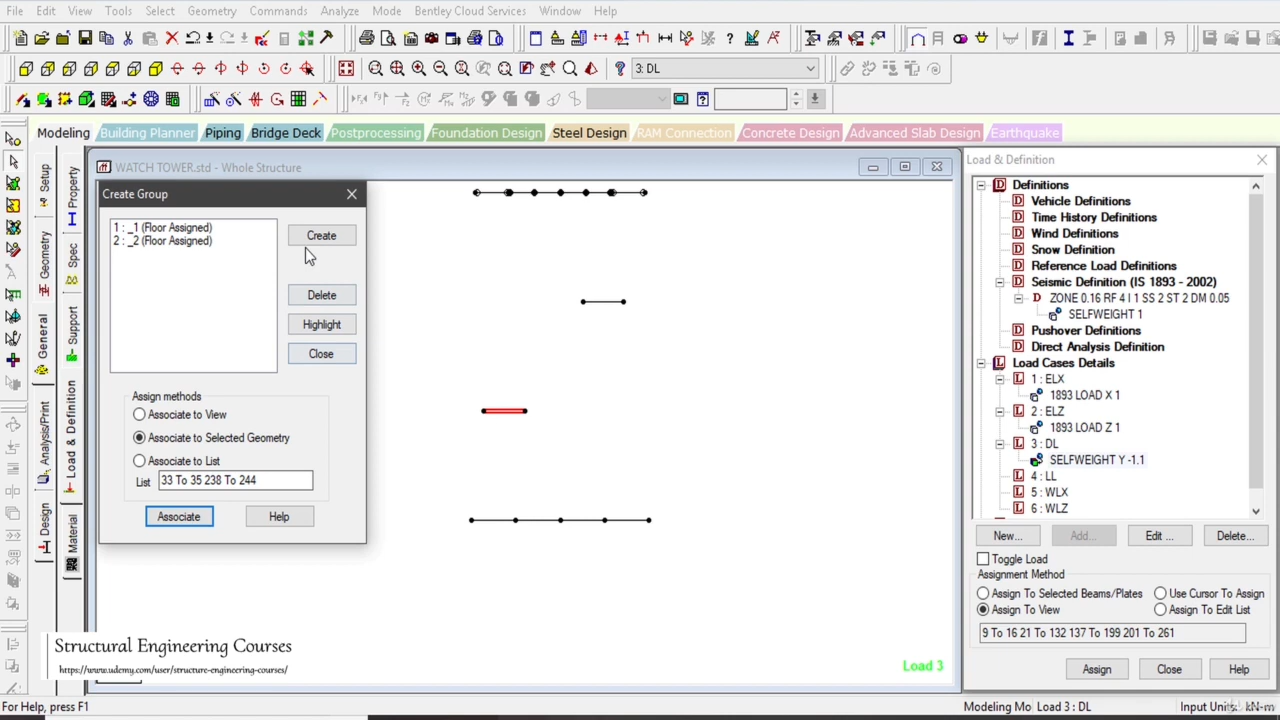 File Edit View Tools Select Geometry Commands Analyze Mode Bentley Cloud Services Window Help
3: DL
Modeling Building Planner Piping Bridge Deck Postprocessing Foundation Design Steel Design RAM Connection Concrete Design Advanced Slab Design Earthquake
Setup
Geometry
General
Analysis/Print
Design
Property
Spec
Support
Load & Definition
Material
WATCH TOWER.std - Whole Structure
Create Group
1 : _1 (Floor Assigned)
2 : _2 (Floor Assigned)
Create
Delete
Highlight
Close
Assign methods
Associate to View
Associate to Selected Geometry
Associate to List
List 33 To 35 238 To 244
Associate Help
Structural Engineering Courses
https://www.udemy.com/user/structure-engineering-courses/
Load 3
Load & Definition
Definitions
Vehicle Definitions
Time History Definitions
Wind Definitions
Snow Definition
Reference Load Definitions
Seismic Definition (IS 1893 - 2002)
ZONE 0.16 RF 4 I 1 SS 2 ST 2 DM 0.05
SELFWEIGHT 1
Pushover Definitions
Direct Analysis Definition
Load Cases Details
1 : ELX
1893 LOAD X 1
2 : ELZ
1893 LOAD Z 1
3 : DL
SELFWEIGHT Y -1.1
4 : LL
5 : WLX
6 : WLZ
New... Add... Edit ... Delete...
Toggle Load
Assignment Method
Assign To Selected Beams/Plates Use Cursor To Assign
Assign To View Assign To Edit List
9 To 16 21 To 132 137 To 199 201 To 261
Assign Close Help
For Help, press F1
Modeling Mo Load 3 : DL Input Units: kN-m